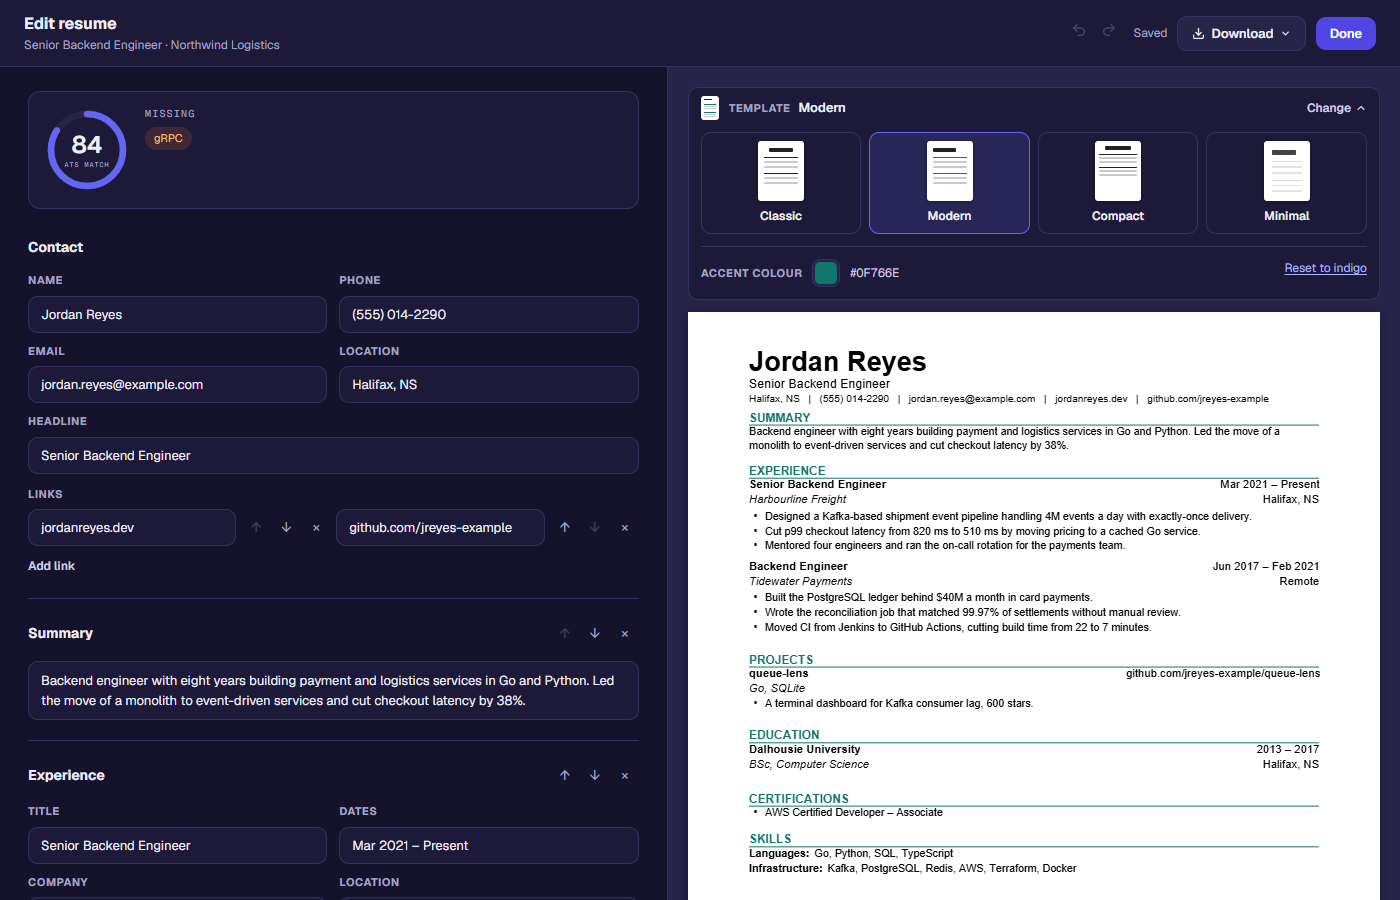 Edit resume
Senior Backend Engineer · Northwind Logistics
Saved
Download
Done
84
ATS MATCH
MISSING
gRPC
Contact
NAME
PHONE
Jordan Reyes
(555) 014-2290
EMAIL
LOCATION
jordan.reyes@example.com
Halifax, NS
HEADLINE
Senior Backend Engineer
LINKS
jordanreyes.dev
github.com/jreyes-example
Add link
Summary
Backend engineer with eight years building payment and logistics services in Go and Python. Led
the move of a monolith to event-driven services and cut checkout latency by 38%.
Experience
TITLE
DATES
Senior Backend Engineer
Mar 2021 – Present
COMPANY
LOCATION
TEMPLATE Modern
Change
Classic
Modern
Compact
Minimal
ACCENT COLOUR
#0F766E
Reset to indigo
Jordan Reyes
Senior Backend Engineer
Halifax, NS | (555) 014-2290 | jordan.reyes@example.com | jordanreyes.dev | github.com/jreyes-example
SUMMARY
Backend engineer with eight years building payment and logistics services in Go and Python. Led the move of a
monolith to event-driven services and cut checkout latency by 38%.
EXPERIENCE
Senior Backend Engineer Mar 2021 – Present
Harbourline Freight Halifax, NS
• Designed a Kafka-based shipment event pipeline handling 4M events a day with exactly-once delivery.
• Cut p99 checkout latency from 820 ms to 510 ms by moving pricing to a cached Go service.
• Mentored four engineers and ran the on-call rotation for the payments team.
Backend Engineer Jun 2017 – Feb 2021
Tidewater Payments Remote
• Built the PostgreSQL ledger behind $40M a month in card payments.
• Wrote the reconciliation job that matched 99.97% of settlements without manual review.
• Moved CI from Jenkins to GitHub Actions, cutting build time from 22 to 7 minutes.
PROJECTS
queue-lens github.com/jreyes-example/queue-lens
Go, SQLite
• A terminal dashboard for Kafka consumer lag, 600 stars.
EDUCATION
Dalhousie University 2013 – 2017
BSc, Computer Science Halifax, NS
CERTIFICATIONS
• AWS Certified Developer – Associate
SKILLS
Languages: Go, Python, SQL, TypeScript
Infrastructure: Kafka, PostgreSQL, Redis, AWS, Terraform, Docker